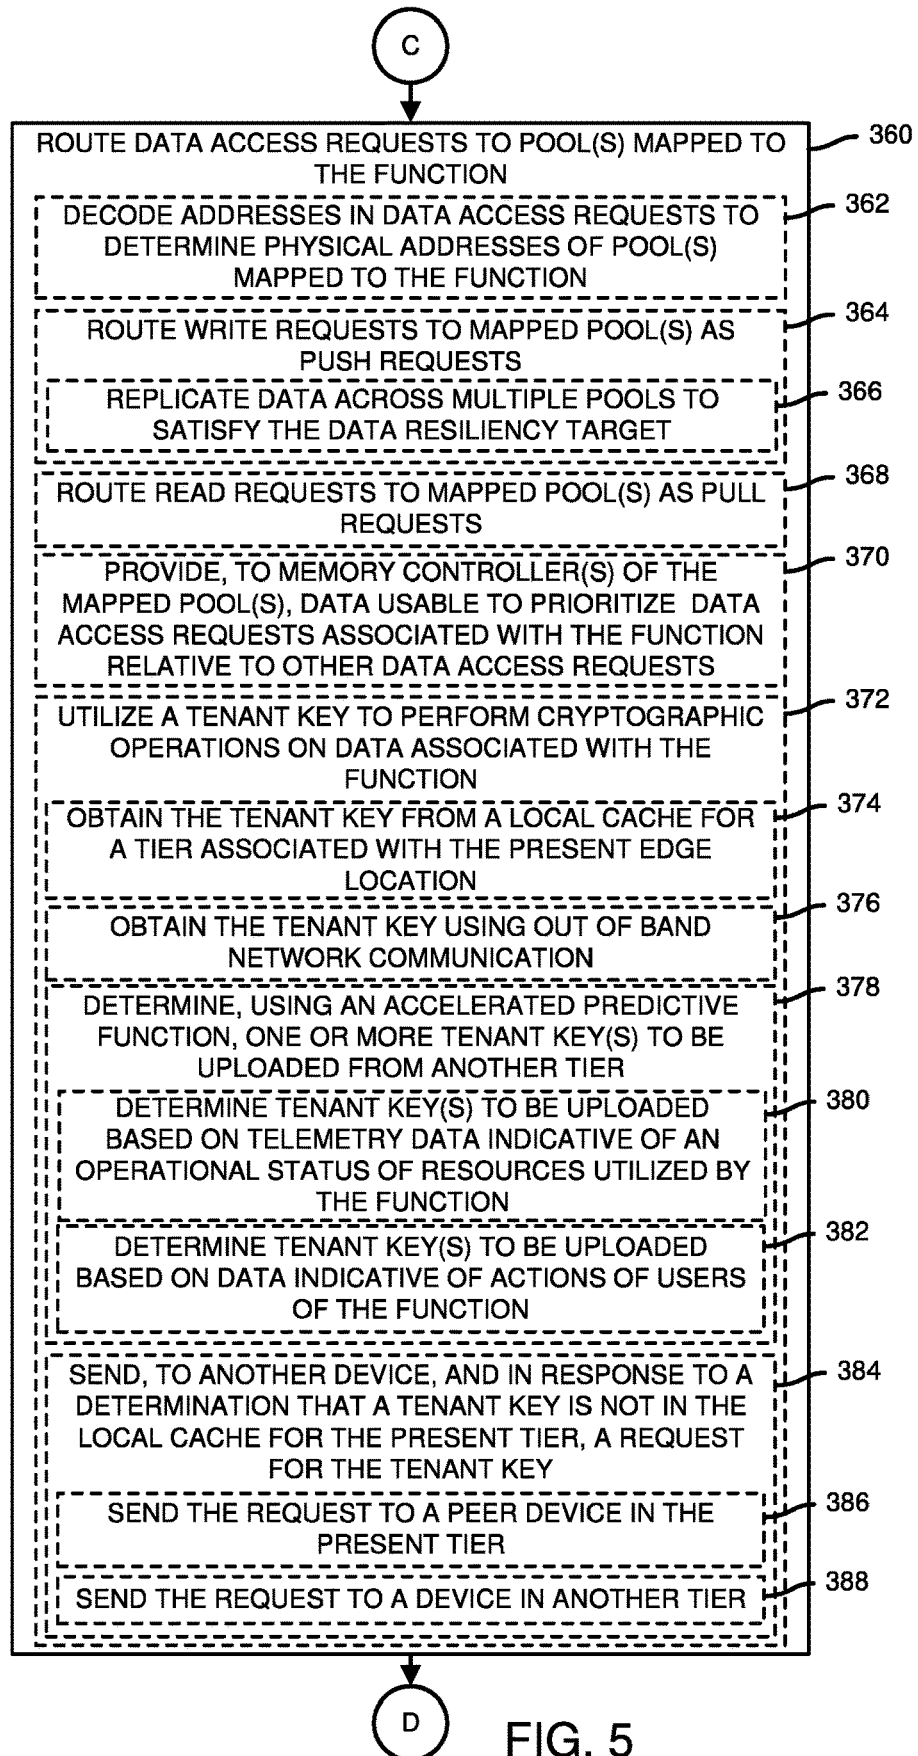 C
ROUTE DATA ACCESS REQUESTS TO POOL(S) MAPPED TO
THE FUNCTION
360
DECODE ADDRESSES IN DATA ACCESS REQUESTS TO
DETERMINE PHYSICAL ADDRESSES OF POOL(S)
MAPPED TO THE FUNCTION
362
ROUTE WRITE REQUESTS TO MAPPED POOL(S) AS
PUSH REQUESTS
364
REPLICATE DATA ACROSS MULTIPLE POOLS TO
SATISFY THE DATA RESILIENCY TARGET
366
ROUTE READ REQUESTS TO MAPPED POOL(S) AS PULL
REQUESTS
368
PROVIDE, TO MEMORY CONTROLLER(S) OF THE
MAPPED POOL(S), DATA USABLE TO PRIORITIZE DATA
ACCESS REQUESTS ASSOCIATED WITH THE FUNCTION
RELATIVE TO OTHER DATA ACCESS REQUESTS
370
UTILIZE A TENANT KEY TO PERFORM CRYPTOGRAPHIC
OPERATIONS ON DATA ASSOCIATED WITH THE
FUNCTION
372
OBTAIN THE TENANT KEY FROM A LOCAL CACHE FOR
A TIER ASSOCIATED WITH THE PRESENT EDGE
LOCATION
374
OBTAIN THE TENANT KEY USING OUT OF BAND
NETWORK COMMUNICATION
376
DETERMINE, USING AN ACCELERATED PREDICTIVE
FUNCTION, ONE OR MORE TENANT KEY(S) TO BE
UPLOADED FROM ANOTHER TIER
378
DETERMINE TENANT KEY(S) TO BE UPLOADED
BASED ON TELEMETRY DATA INDICATIVE OF AN
OPERATIONAL STATUS OF RESOURCES UTILIZED BY
THE FUNCTION
380
DETERMINE TENANT KEY(S) TO BE UPLOADED
BASED ON DATA INDICATIVE OF ACTIONS OF USERS
OF THE FUNCTION
382
SEND, TO ANOTHER DEVICE, AND IN RESPONSE TO A
DETERMINATION THAT A TENANT KEY IS NOT IN THE
LOCAL CACHE FOR THE PRESENT TIER, A REQUEST
FOR THE TENANT KEY
384
SEND THE REQUEST TO A PEER DEVICE IN THE
PRESENT TIER
386
SEND THE REQUEST TO A DEVICE IN ANOTHER TIER
388
D
FIG. 5